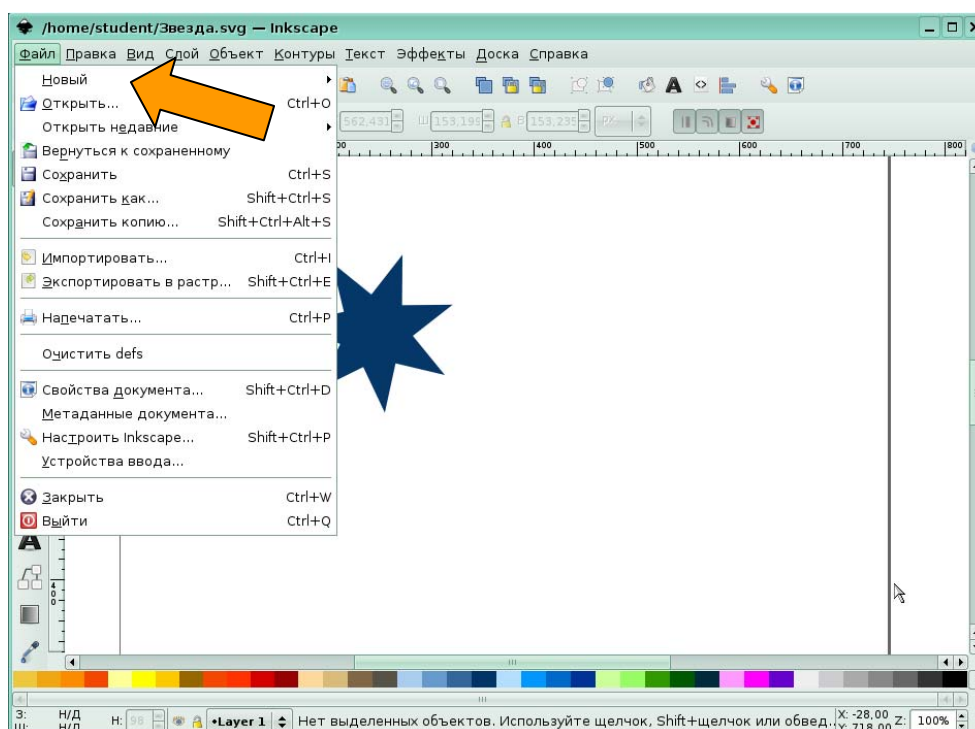 /home/student/Звезда.svg — Inkscape
Файл Правка Вид Слой Объект Контуры Текст Эффекты Доска Справка
Новый
Открыть... Ctrl+O
562,431 Ш 153,195 В 153,235
Открыть недавние
Вернуться к сохраненному
300 400 500 600 700 800
Сохранить Ctrl+S
Сохранить как... Shift+Ctrl+S
Сохранить копию... Shift+Ctrl+Alt+S
Импортировать... Ctrl+I
Экспортировать в растр... Shift+Ctrl+E
Напечатать... Ctrl+P
Очистить defs
Свойства документа... Shift+Ctrl+D
Метаданные документа...
Настроить Inkscape... Shift+Ctrl+P
Устройства ввода...
Закрыть Ctrl+W
Выйти Ctrl+Q
400
З: Н/Д
Ш: Н/Д
Н: 98 •Layer 1 Нет выделенных объектов. Используйте щелчок, Shift+щелчок или обвед.. X: -28,00 Z: 100%
Y: 718,00